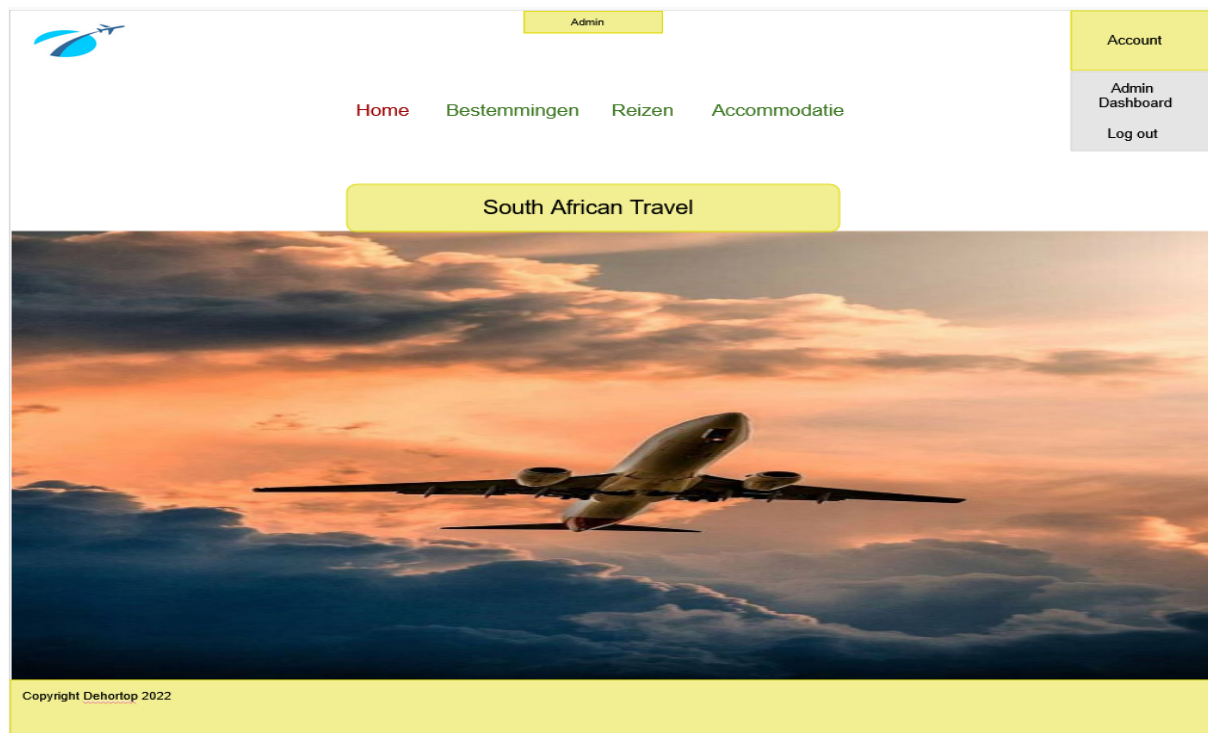 Admin
Account
Admin
Dashboard
Log out
Home Bestemmingen Reizen Accommodatie
South African Travel
Copyright Dehortop 2022